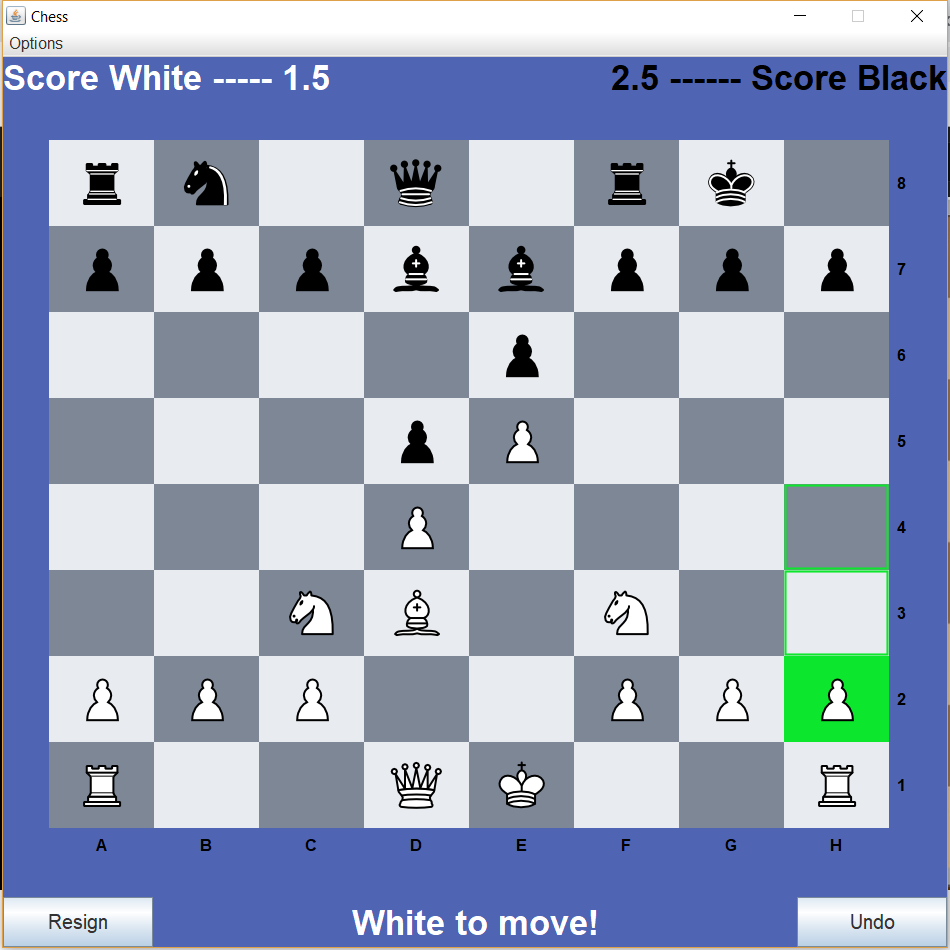 Chess
Options
Score White ----- 1.5
2.5 ------ Score Black
8
7
6
5
4
3
2
1
A B C D E F G H
Resign
White to move!
Undo